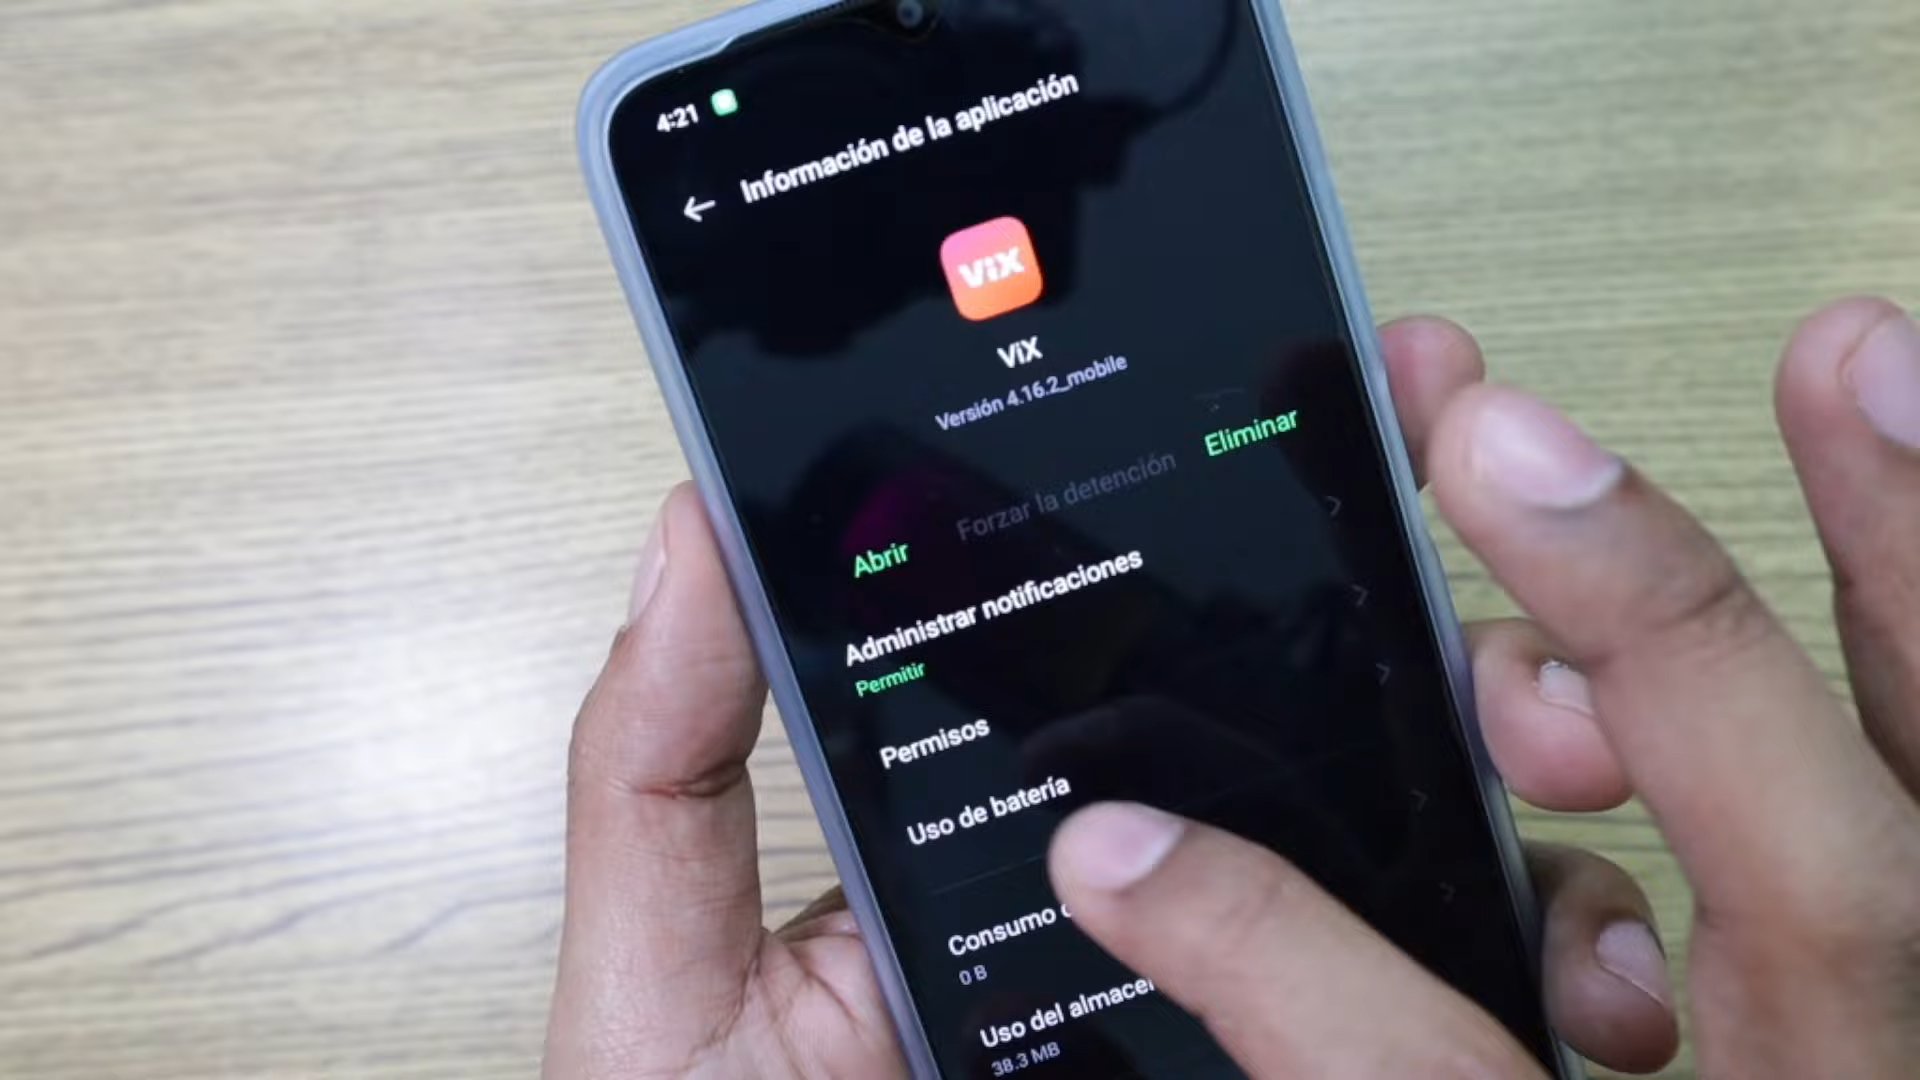 4:21
Información de la aplicación
ViX
ViX
Versión 4.16.2_mobile
Abrir
Forzar la detención
Eliminar
Administrar notificaciones
Permitir
Permisos
Uso de batería
Consumo
0 B
Uso del
38.3 MB